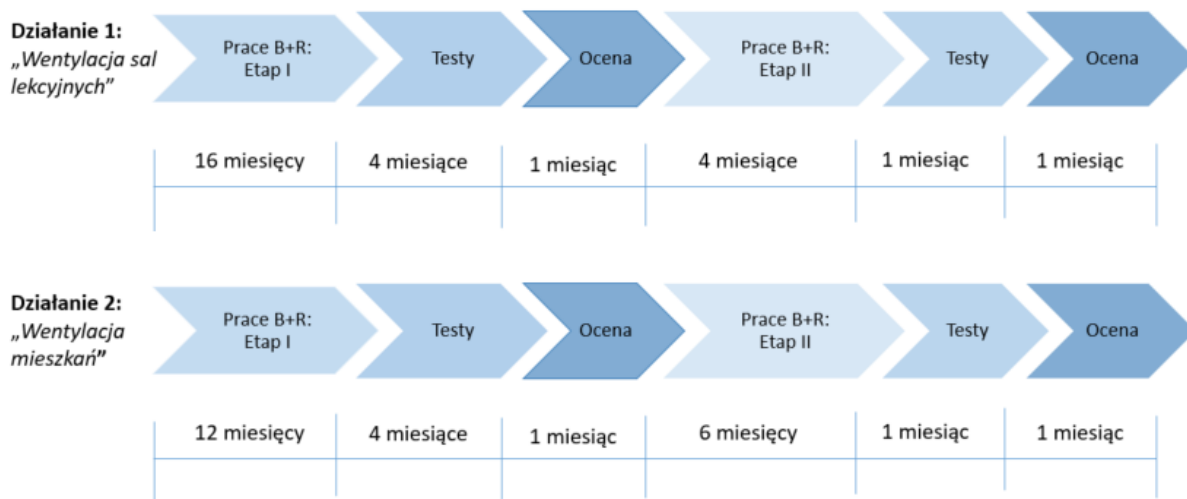 Działanie 1:
„Wentylacja sal
lekcyjnych”
Prace B+R:
Etap I
Testy
Ocena
Prace B+R:
Etap II
Testy
Ocena
16 miesięcy
4 miesiące
1 miesiąc
4 miesiące
1 miesiąc
1 miesiąc
Działanie 2:
„Wentylacja
mieszkań”
Prace B+R:
Etap I
Testy
Ocena
Prace B+R:
Etap II
Testy
Ocena
12 miesięcy
4 miesiące
1 miesiąc
6 miesięcy
1 miesiąc
1 miesiąc